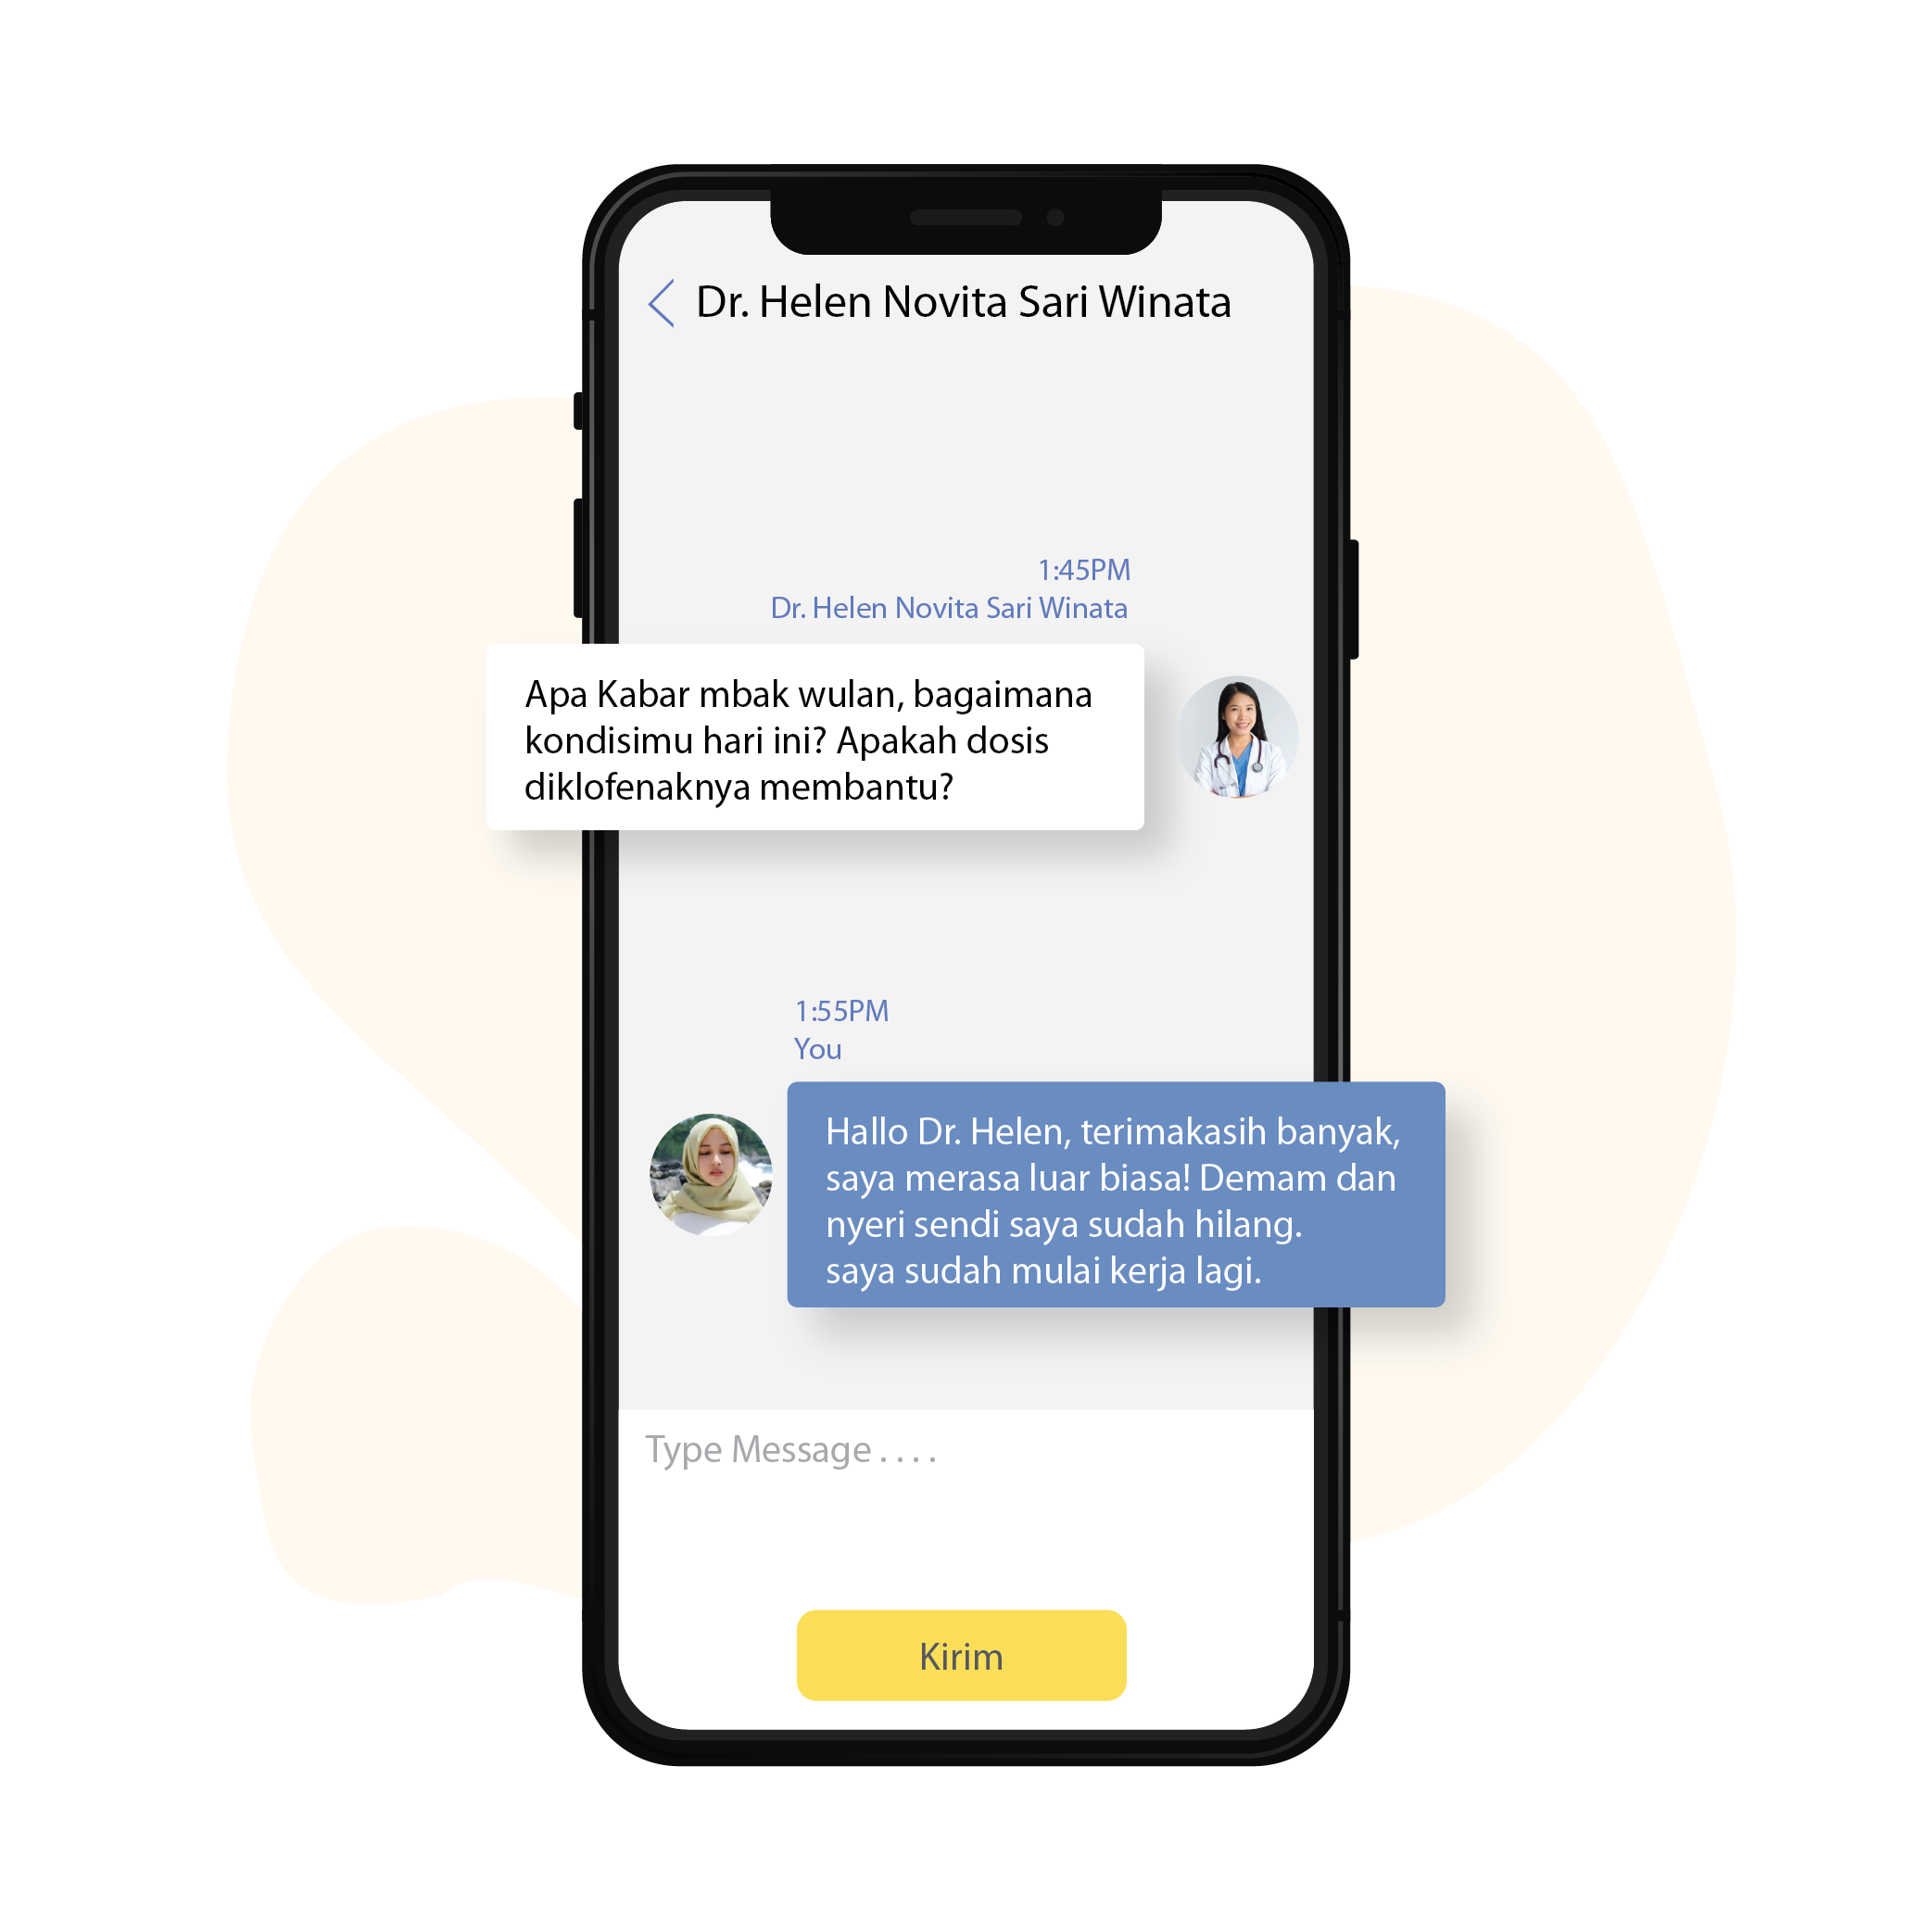 Dr. Helen Novita Sari Winata
1:45PM
Dr. Helen Novita Sari Winata
Apa Kabar mbak wulan, bagaimana
kondisimu hari ini? Apakah dosis
diklofenaknya membantu?
1:55PM
You
Hallo Dr. Helen, terimakasih banyak,
saya merasa luar biasa! Demam dan
nyeri sendi saya sudah hilang.
saya sudah mulai kerja lagi.
Type Message . . . .
Kirim